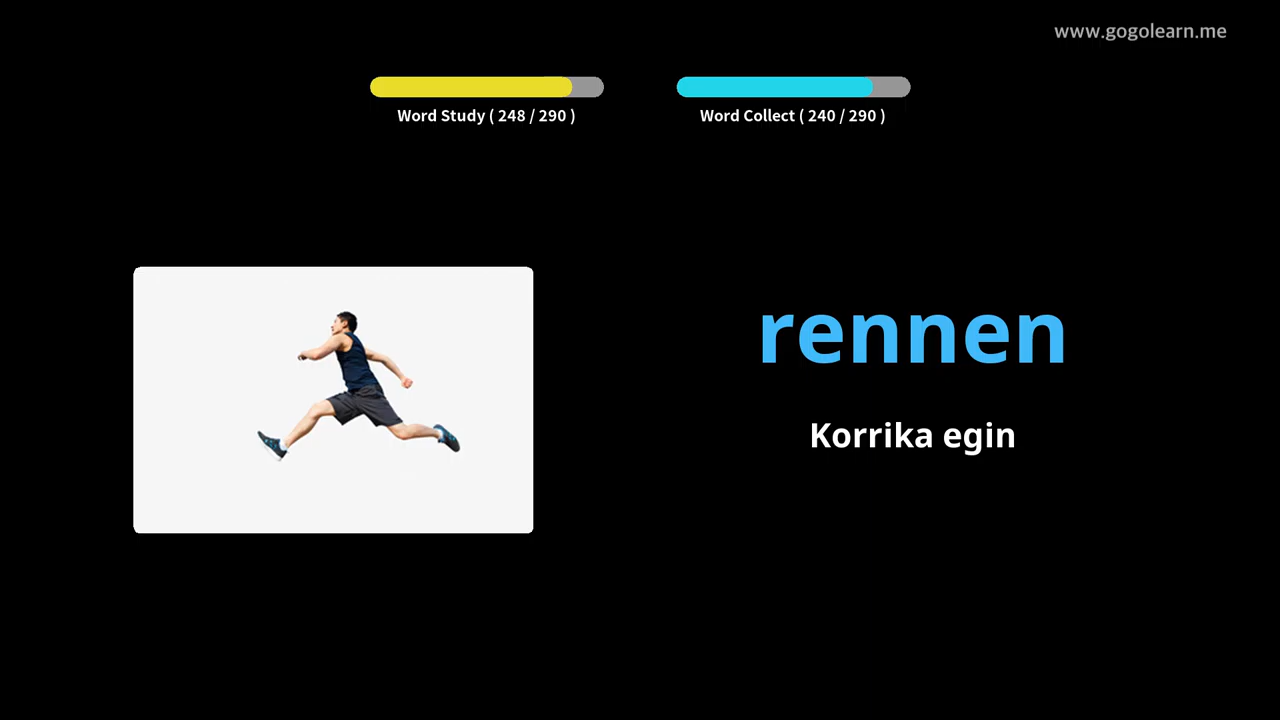 www.gogolearn.me
Word Study ( 248 / 290 )
Word Collect ( 240 / 290 )
rennen
Korrika egin